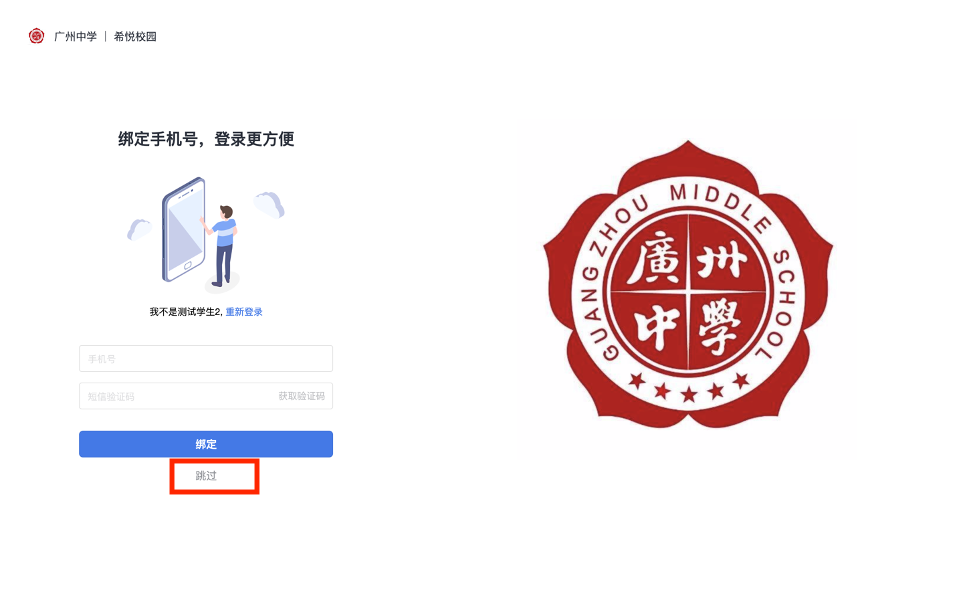 广州中学 | 希悦校园
绑定手机号，登录更方便
我不是测试学生2, 重新登录
手机号
短信验证码 获取验证码
绑定
跳过
GUANGZHOU MIDDLE SCHOOL
廣州
中學